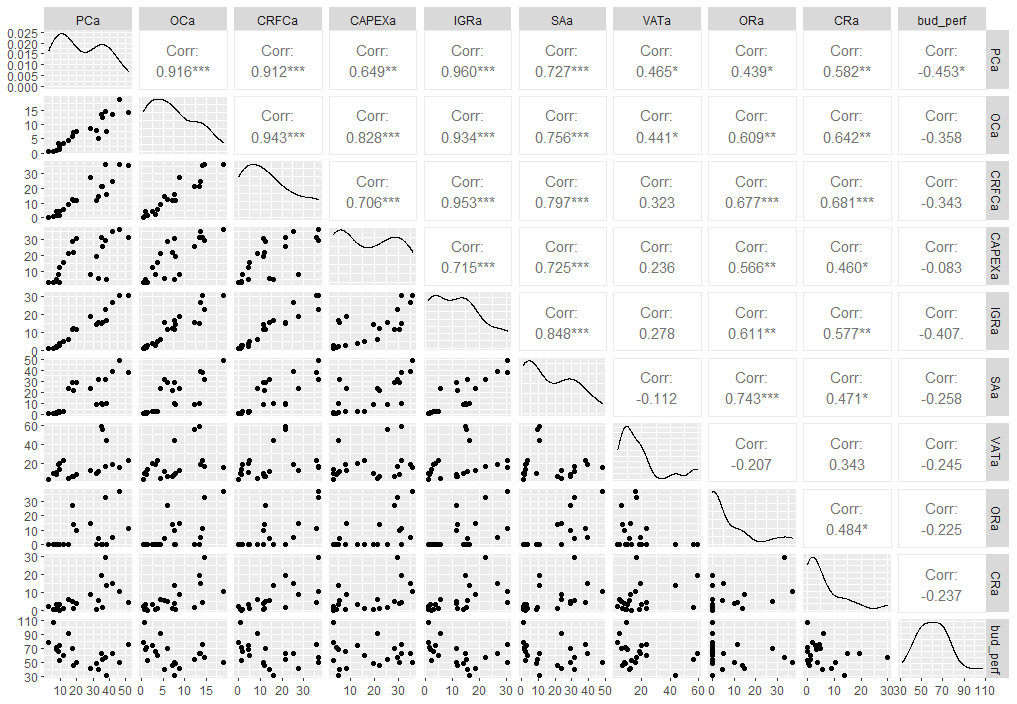 PCa OCa CRFCa CAPEXa IGRa SAa VATa ORa CRa bud_perf
0.025
0.020
0.015
0.010
0.005
0.000
Corr: Corr: Corr: Corr: Corr: Corr: Corr: Corr: Corr:
0.916*** 0.912*** 0.649** 0.960*** 0.727*** 0.465* 0.439* 0.582** -0.453*
PCa
15
10
5
0
Corr: Corr: Corr: Corr: Corr: Corr: Corr: Corr:
0.943*** 0.828*** 0.934*** 0.756*** 0.441* 0.609** 0.642** -0.358
OCa
30
20
10
0
Corr: Corr: Corr: Corr: Corr: Corr: Corr:
0.706*** 0.953*** 0.797*** 0.323 0.677*** 0.681*** -0.343
CRFCa
30
20
10
Corr: Corr: Corr: Corr: Corr: Corr:
0.715*** 0.725*** 0.236 0.566** 0.460* -0.083
CAPEXa
30
20
10
0
Corr: Corr: Corr: Corr: Corr:
0.848*** 0.278 0.611** 0.577** -0.407.
IGRa
50
40
30
20
10
0
Corr: Corr: Corr: Corr:
-0.112 0.743*** 0.471* -0.258
SAa
60
40
20
Corr: Corr: Corr:
-0.207 0.343 -0.245
VATa
30
20
10
0
Corr: Corr:
0.484* -0.225
ORa
30
20
10
0
Corr:
-0.237
CRa
110
90
70
50
30
bud_perf
10 20 30 40 50 0 5 10 15 0 10 20 30 10 20 30 0 10 20 30 0 10 20 30 40 50 20 40 60 0 10 20 30 0 10 20 30 30 50 70 90 110